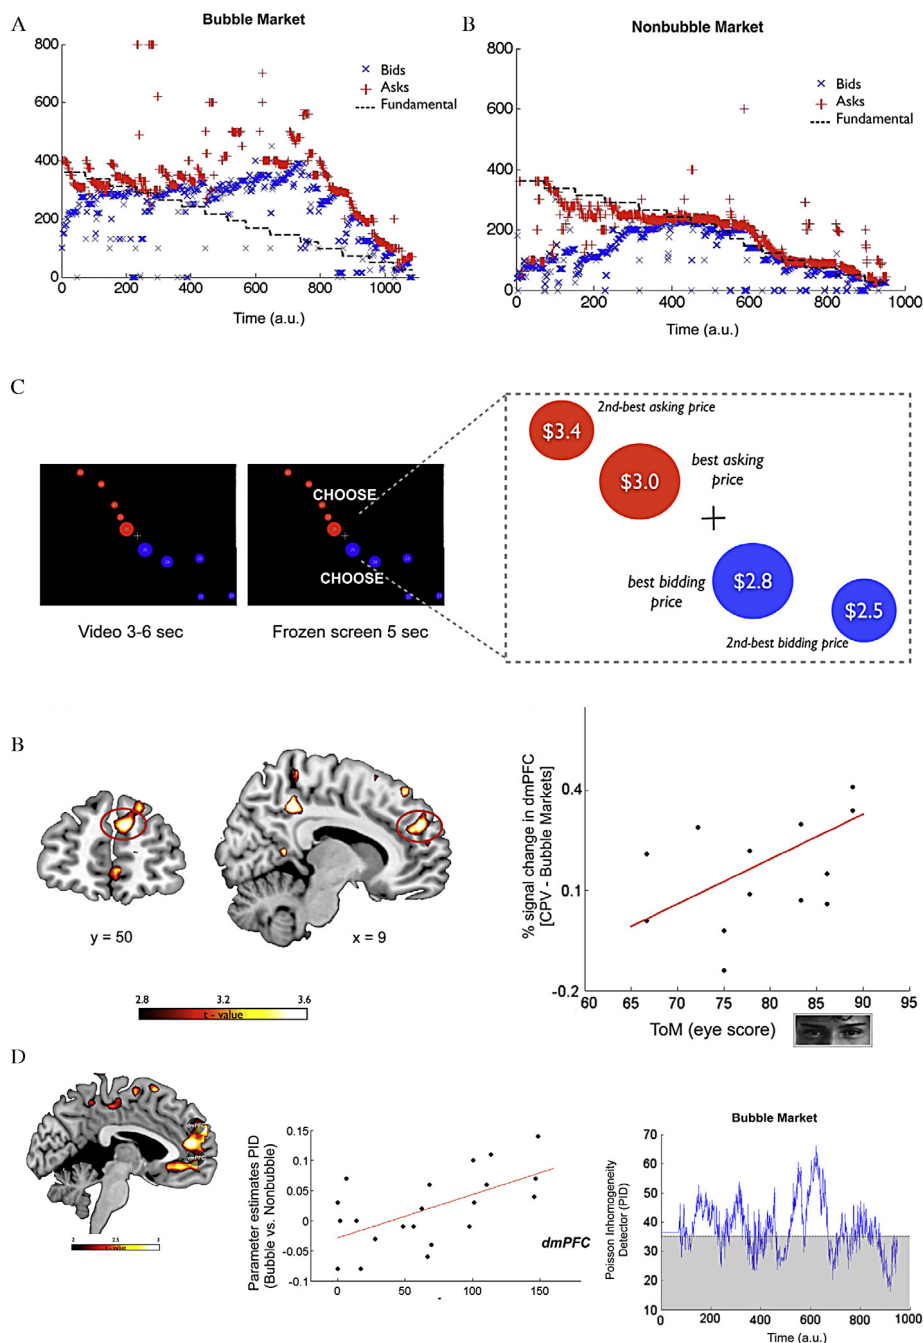 A
Bubble Market
800
600
400
200
0
0
200
400
600
800
1000
Bids
Asks
Fundamental
Time (a.u.)
B
Nonbubble Market
800
600
400
200
0
0
200
400
600
800
1000
Bids
Asks
Fundamental
Time (a.u.)
C
CHOOSE
CHOOSE
Video 3-6 sec
Frozen screen 5 sec
2nd-best asking price
$3.4
$3.0
best asking
price
best bidding
price
$2.8
$2.5
2nd-best bidding price
B
y = 50
x = 9
2.8
3.2
3.6
t - value
% signal change in dmPFC
[CPV - Bubble Markets]
0.4
0.1
-0.2
60
65
70
75
80
85
90
95
ToM (eye score)
D
dmPFC
vmPFC
2
2.5
3
t - value
Parameter estimates PID
(Bubble vs. Nonbubble)
0.15
0.1
0.05
0
-0.05
-0.1
0
50
100
150
dmPFC
Bubble Market
Poisson Inhomogeneity
Detector (PID)
70
60
50
40
30
20
10
0
200
400
600
800
1000
Time (a.u.)